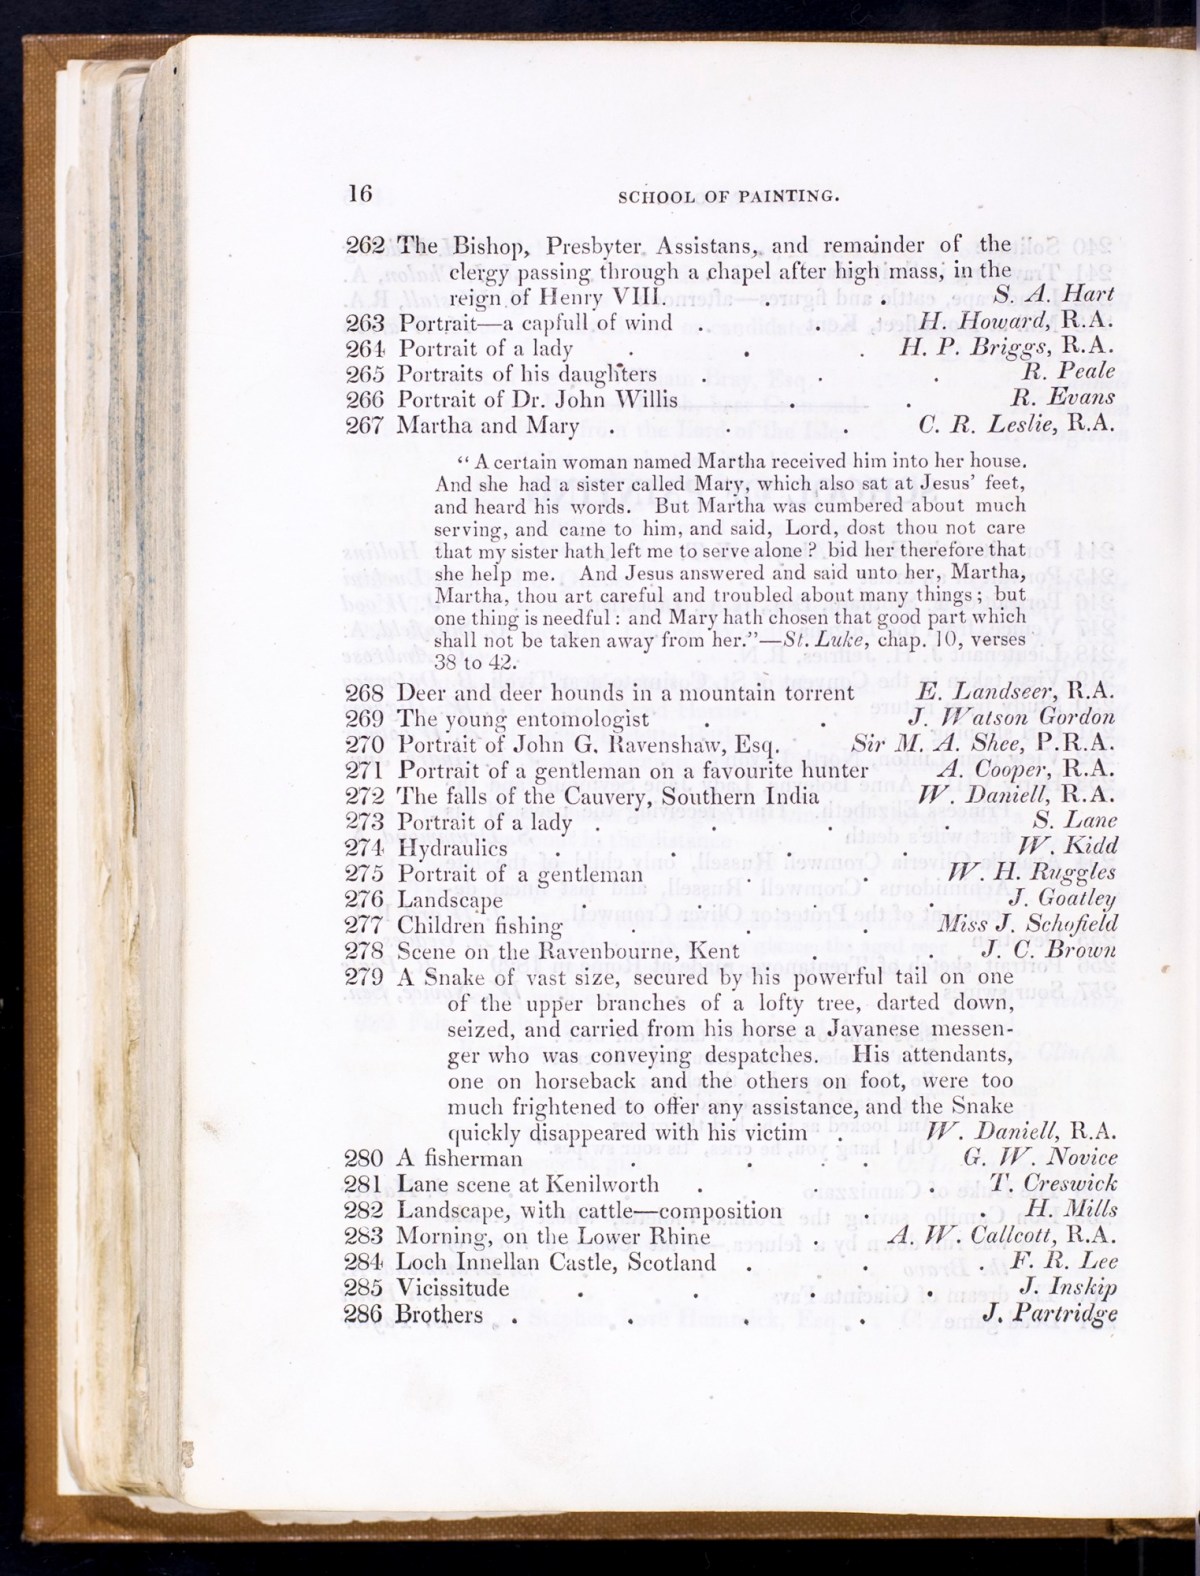 16 SCHOOL OF PAINTING.
262 The Bishop, Presbyter Assistans, and remainder of the
clergy passing through a chapel after high mass, in the
reign of Henry VIII. . . S. A. Hart
263 Portrait—a capfull of wind . . H. Howard, R.A.
264 Portrait of a lady . . . H. P. Briggs, R.A.
265 Portraits of his daughters . . . R. Peale
266 Portrait of Dr. John Willis . . R. Evans
267 Martha and Mary . . . C. R. Leslie, R.A.
“ A certain woman named Martha received him into her house.
And she had a sister called Mary, which also sat at Jesus’ feet,
and heard his words. But Martha was cumbered about much
serving, and came to him, and said, Lord, dost thou not care
that my sister hath left me to serve alone? bid her therefore that
she help me. And Jesus answered and said unto her, Martha,
Martha, thou art careful and troubled about many things; but
one thing is needful: and Mary hath chosen that good part which
shall not be taken away from her.”—St. Luke, chap. 10, verses
38 to 42.
268 Deer and deer hounds in a mountain torrent E. Landseer, R.A.
269 The young entomologist . . J. Watson Gordon
270 Portrait of John G. Ravenshaw, Esq. Sir M. A. Shee, P.R.A.
271 Portrait of a gentleman on a favourite hunter A. Cooper, R.A.
272 The falls of the Cauvery, Southern India W. Daniell, R.A.
273 Portrait of a lady . . . . S. Lane
274 Hydraulics . . . . W. Kidd
275 Portrait of a gentleman . . W. H. Ruggles
276 Landscape . . . . J. Goatley
277 Children fishing . . . Miss J. Schofield
278 Scene on the Ravenbourne, Kent . . J. C. Brown
279 A Snake of vast size, secured by his powerful tail on one
of the upper branches of a lofty tree, darted down,
seized, and carried from his horse a Javanese messen-
ger who was conveying despatches. His attendants,
one on horseback and the others on foot, were too
much frightened to offer any assistance, and the Snake
quickly disappeared with his victim . W. Daniell, R.A.
280 A fisherman . . . . G. W. Novice
281 Lane scene at Kenilworth . . . T. Creswick
282 Landscape, with cattle—composition . . H. Mills
283 Morning, on the Lower Rhine . A. W. Callcott, R.A.
284 Loch Innellan Castle, Scotland . . . F. R. Lee
285 Vicissitude . . . . J. Inskip
286 Brothers . . . . J. Partridge